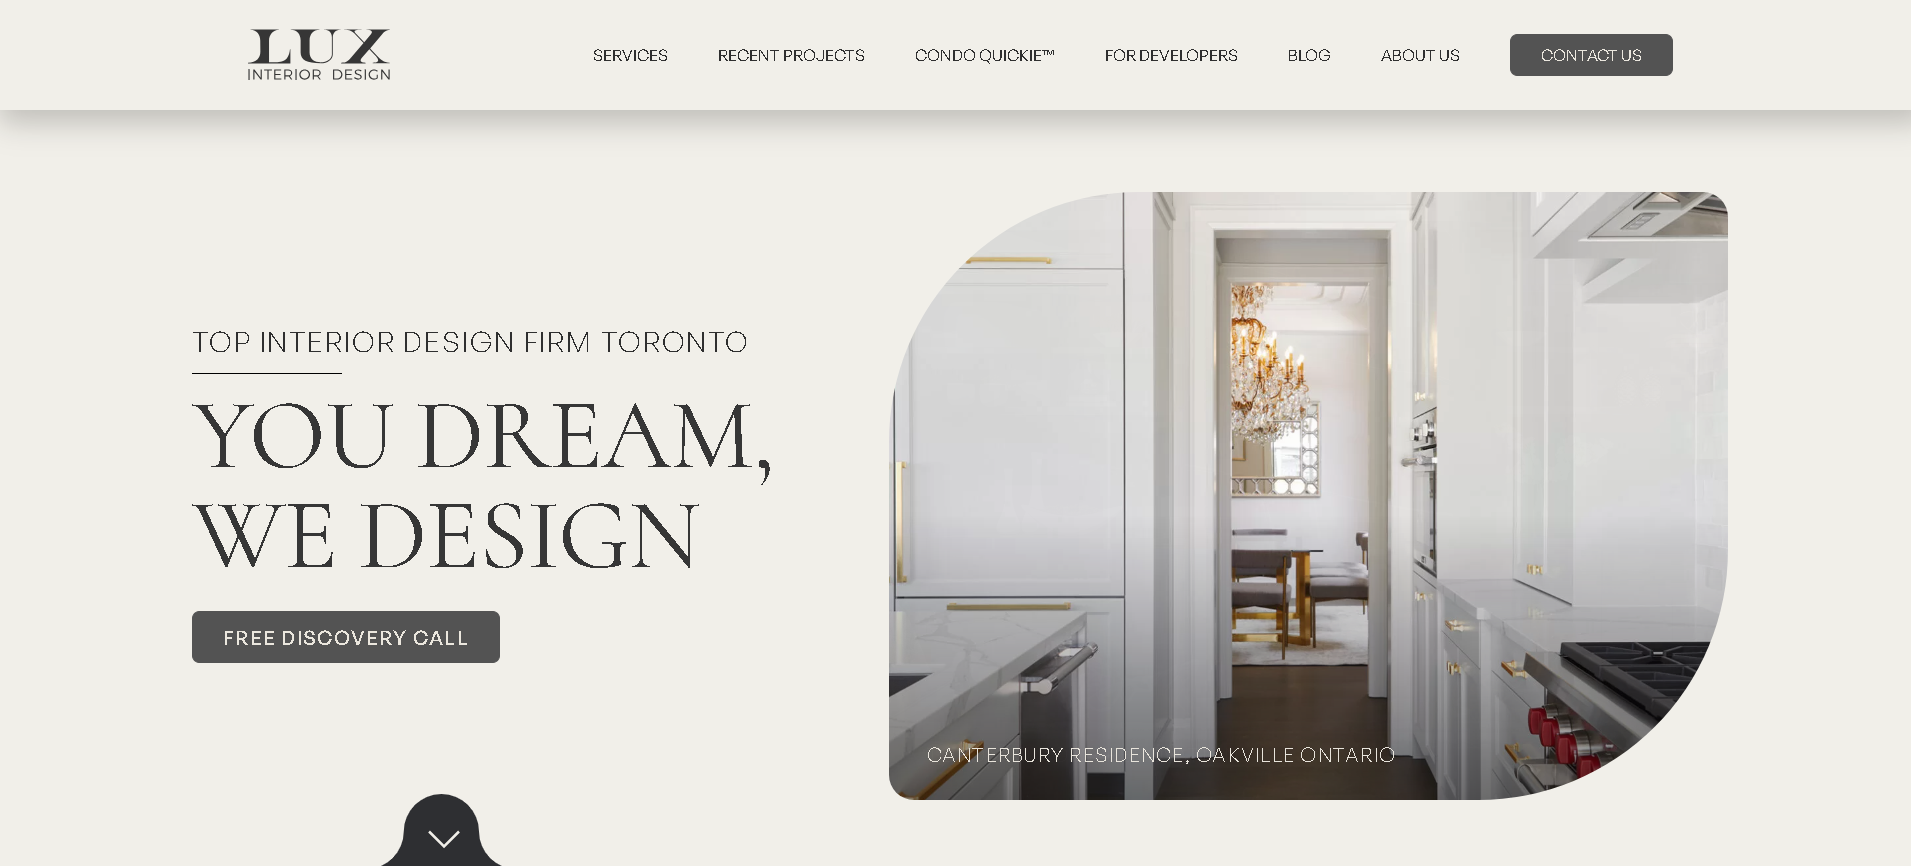 LUX
INTERIOR DESIGN
SERVICES
RECENT PROJECTS
CONDO QUICKIE™
FOR DEVELOPERS
BLOG
ABOUT US
CONTACT US
TOP INTERIOR DESIGN FIRM TORONTO
YOU DREAM,
WE DESIGN
FREE DISCOVERY CALL
CANTERBURY RESIDENCE, OAKVILLE ONTARIO